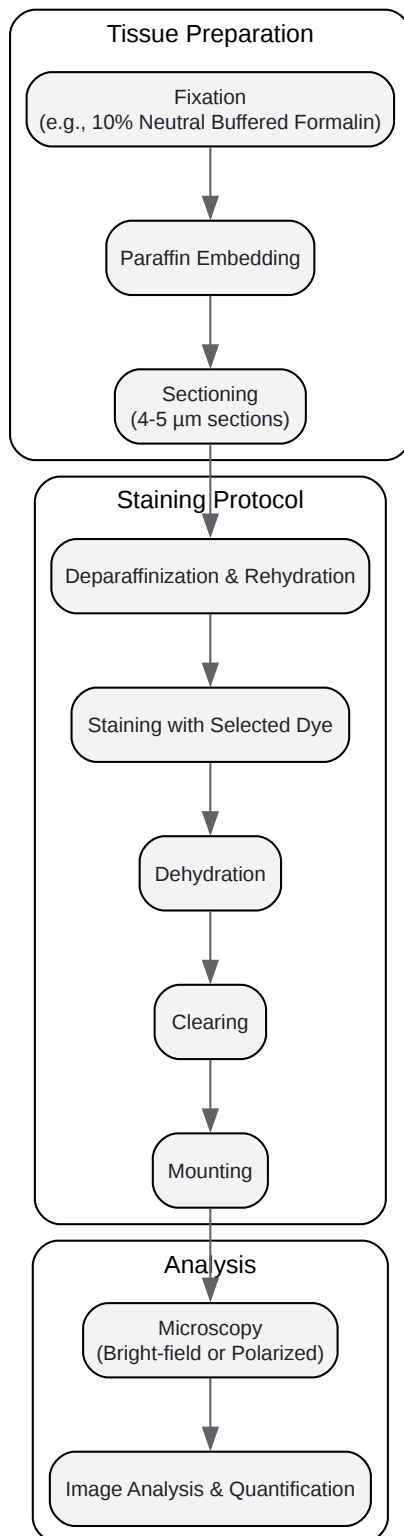 Tissue Preparation
Fixation
(e.g., 10% Neutral Buffered Formalin)
Paraffin Embedding
Sectioning
(4-5 µm sections)
Staining Protocol
Deparaffinization & Rehydration
Staining with Selected Dye
Dehydration
Clearing
Mounting
Analysis
Microscopy
(Bright-field or Polarized)
Image Analysis & Quantification